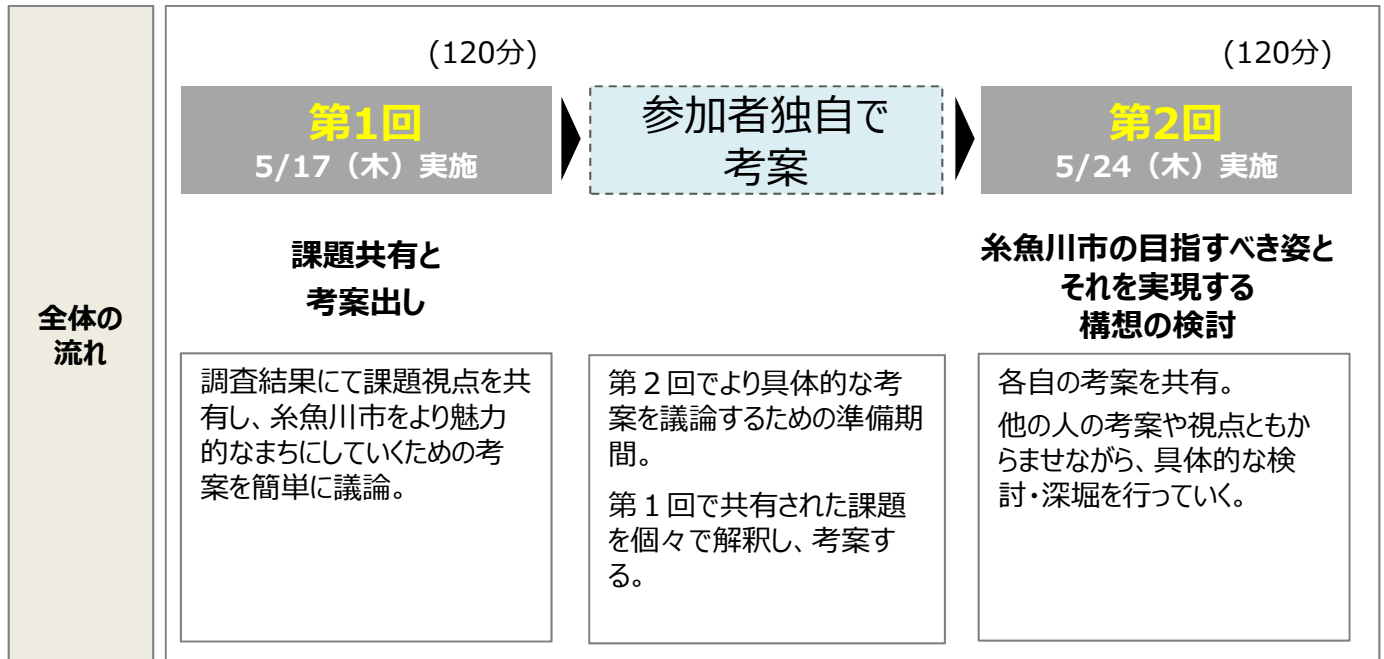 全体の
流れ
(120分)
第1回
5/17（木）実施
課題共有と
考案出し
調査結果にて課題視点を共
有し、糸魚川市をより魅力
的なまちにしていくための考
案を簡単に議論。
参加者独自で
考案
第２回でより具体的な考
案を議論するための準備期
間。
第１回で共有された課題
を個々で解釈し、考案す
る。
(120分)
第2回
5/24（木）実施
糸魚川市の目指すべき姿と
それを実現する
構想の検討
各自の考案を共有。
他の人の考案や視点ともか
らませながら、具体的な検
討・深堀を行っていく。